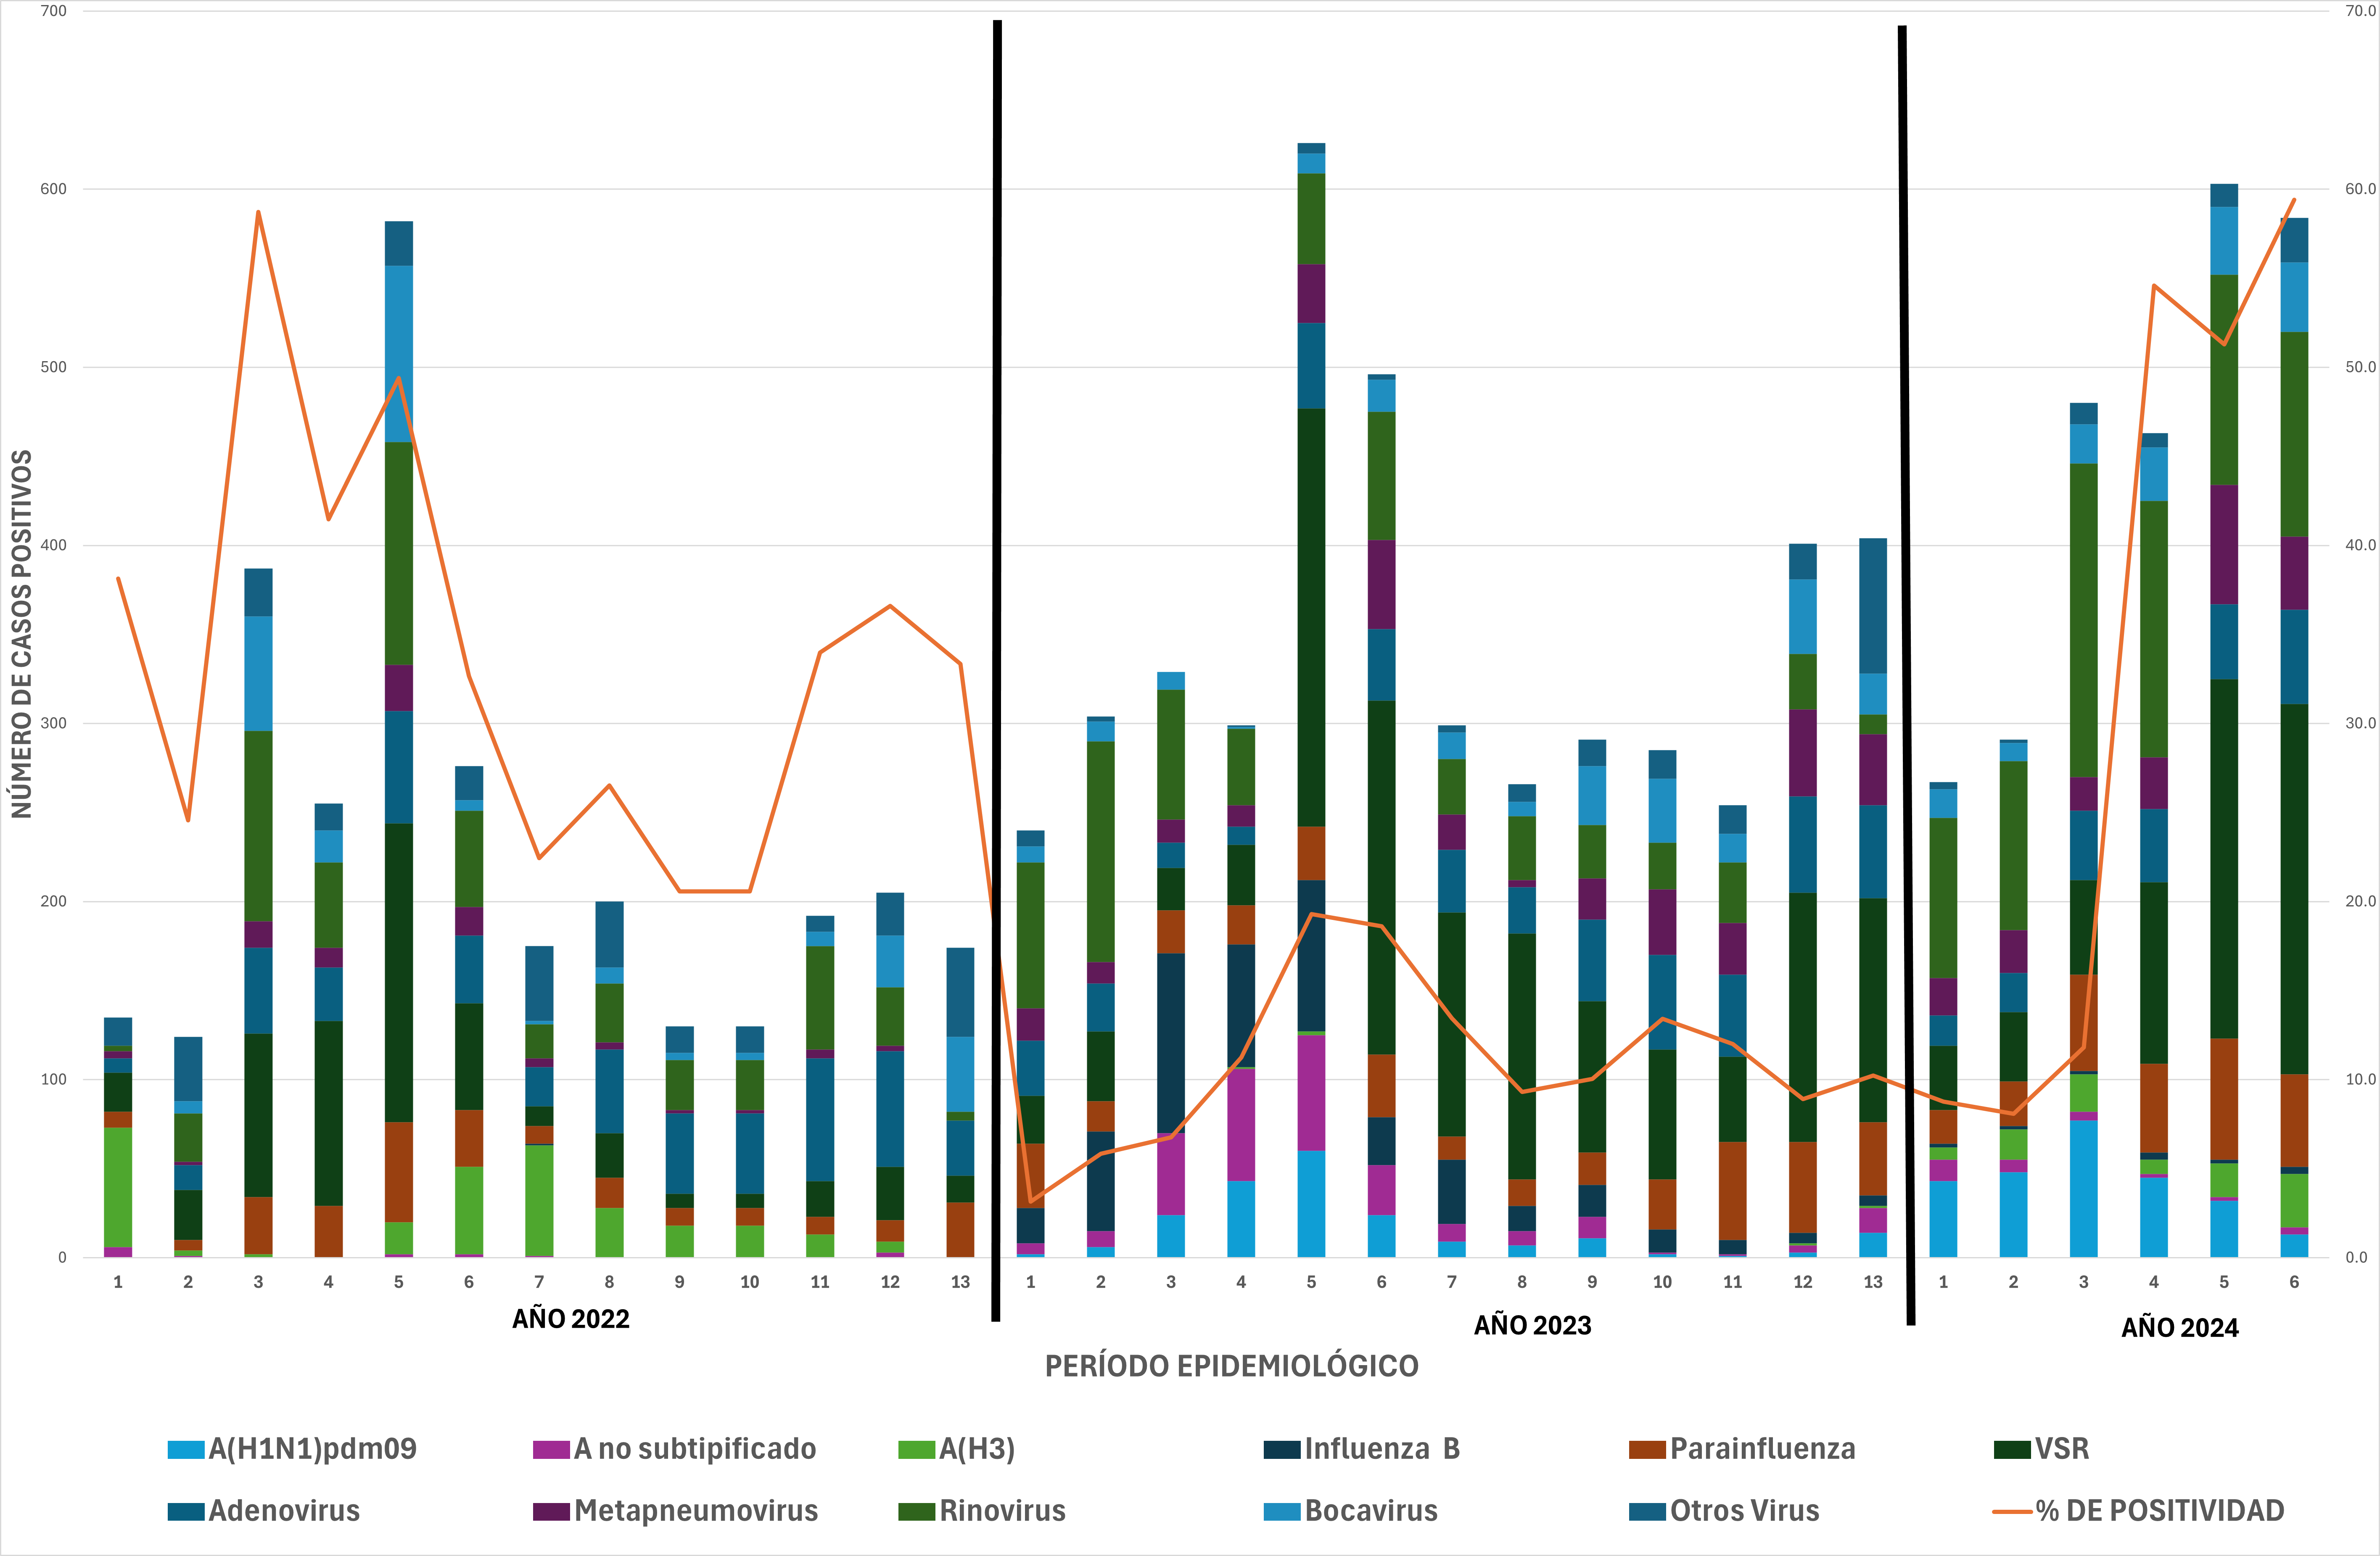 700
600
500
400
300
200
100
0
NÚMERO DE CASOS POSITIVOS
70.0
60.0
50.0
40.0
30.0
20.0
10.0
0.0
1 2 3 4 5 6 7 8 9 10 11 12 13 1 2 3 4 5 6 7 8 9 10 11 12 13 1 2 3 4 5 6
AÑO 2022 AÑO 2023 AÑO 2024
PERÍODO EPIDEMIOLÓGICO
A(H1N1)pdm09 A no subtipificado A(H3) Influenza B Parainfluenza VSR
Adenovirus Metapneumovirus Rinovirus Bocavirus Otros Virus % DE POSITIVIDAD